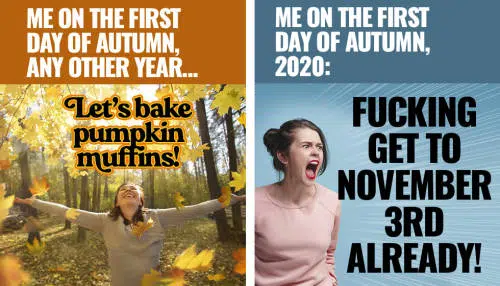 ME ON THE FIRST
DAY OF AUTUMN,
ANY OTHER YEAR...
Let's bake
pumpkin
muffins!
ME ON THE FIRST
DAY OF AUTUMN,
2020:
FUCKING
GET TO
NOVEMBER
3RD
ALREADY!